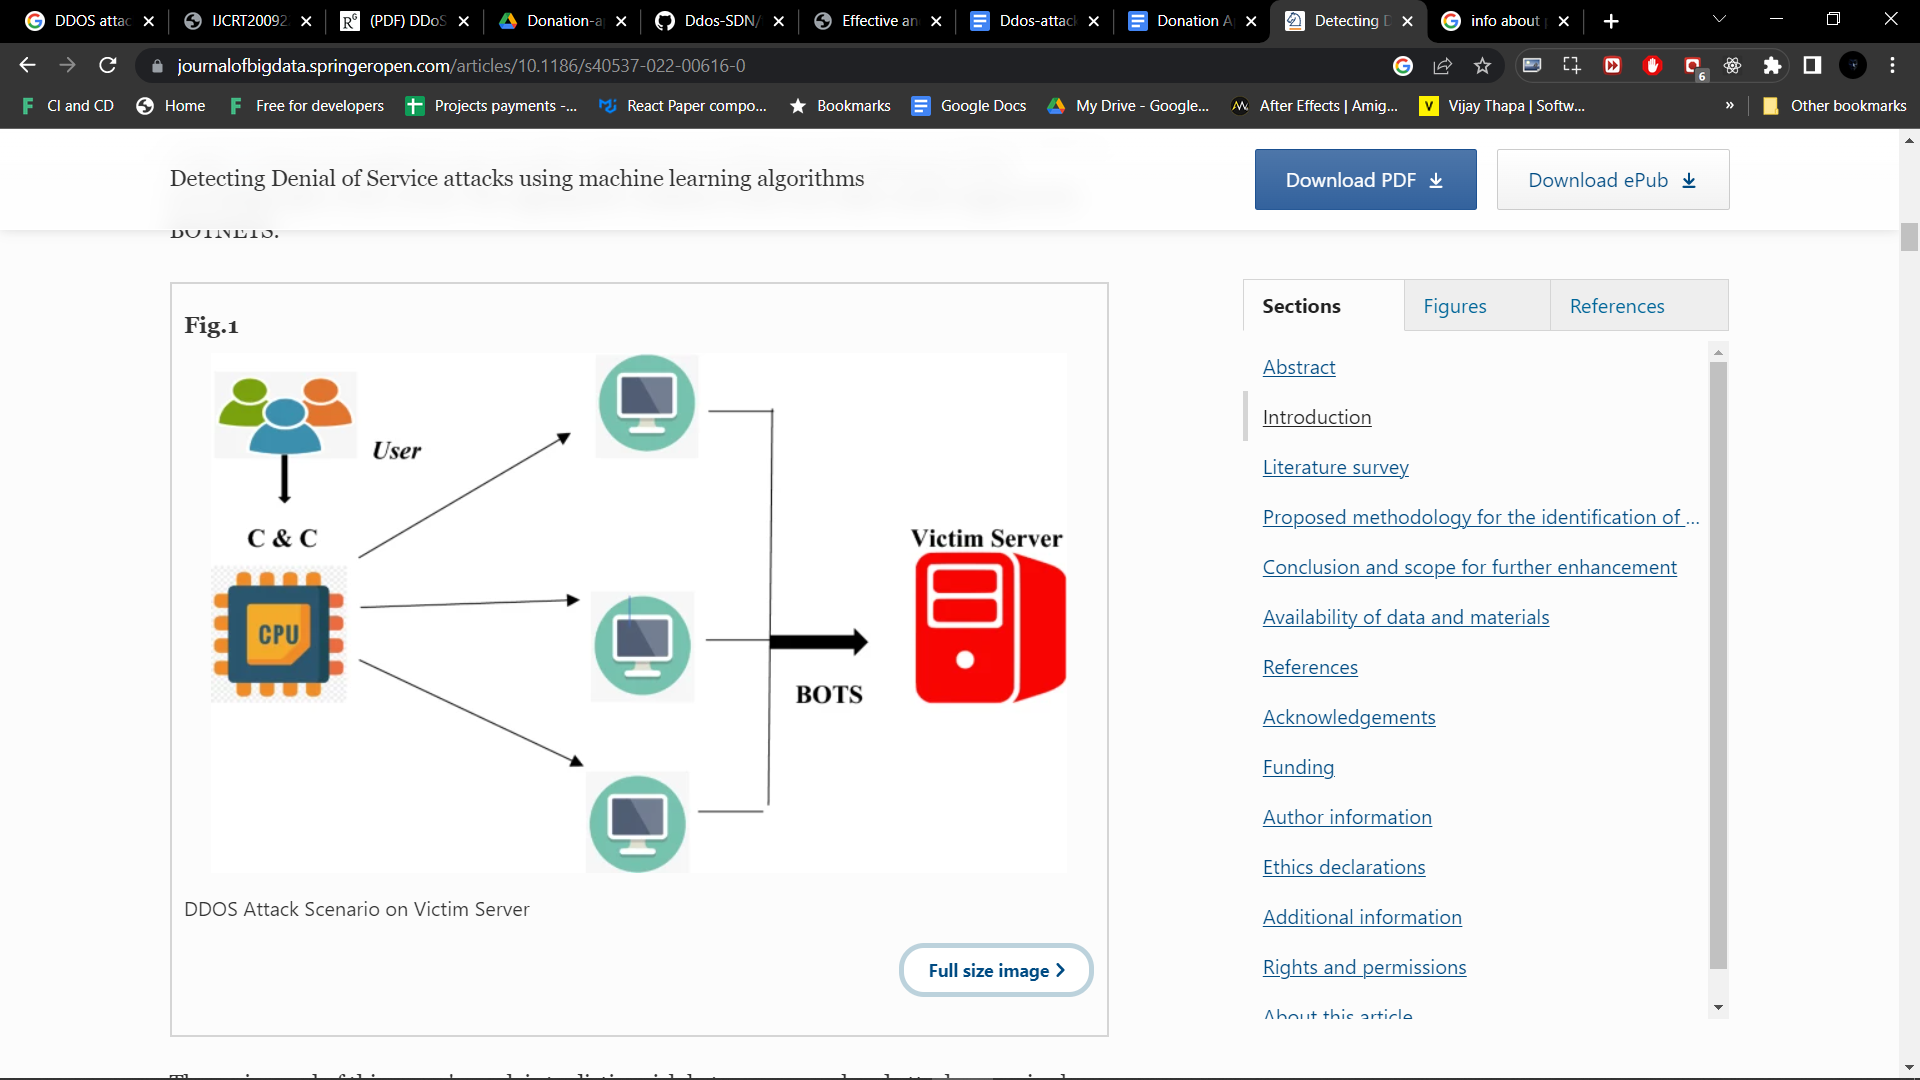 DDOS attac
IJCRT20092
(PDF) DDoS
Donation-a
Ddos-SDN/
Effective an
Ddos-attack
Donation A
Detecting D
info about
journalofbigdata.springeropen.com/articles/10.1186/s40537-022-00616-0
6
CI and CD
Home
Free for developers
Projects payments -...
React Paper compo...
Bookmarks
Google Docs
My Drive - Google...
After Effects | Amig...
Vijay Thapa | Softw...
»
Other bookmarks
Detecting Denial of Service attacks using machine learning algorithms
Download PDF
Download ePub
BOTNETS.
Fig.1
User
C & C
CPU
Victim Server
BOTS
DDOS Attack Scenario on Victim Server
Full size image
Sections
Figures
References
Abstract
Introduction
Literature survey
Proposed methodology for the identification of ...
Conclusion and scope for further enhancement
Availability of data and materials
References
Acknowledgements
Funding
Author information
Ethics declarations
Additional information
Rights and permissions
About this article